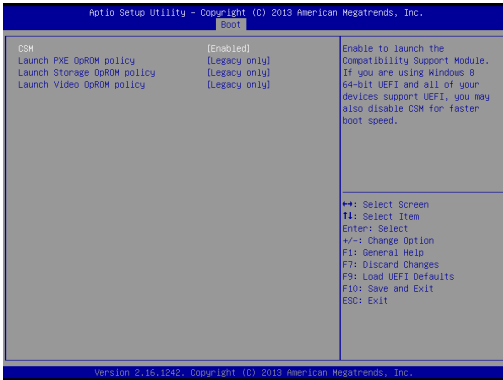 Aptio Setup Utility – Copyright (C) 2013 American Megatrends, Inc.
Boot
CSM [Enabled]
Launch PXE OpROM policy [Legacy only]
Launch Storage OpROM policy [Legacy only]
Launch Video OpROM policy [Legacy only]
Enable to launch the
Compatibility Support Module.
If you are using Windows 8
64-bit UEFI and all of your
devices support UEFI, you may
also disable CSM for faster
boot speed.
↔: Select Screen
↑↓: Select Item
Enter: Select
+/-: Change Option
F1: General Help
F7: Discard Changes
F9: Load UEFI Defaults
F10: Save and Exit
ESC: Exit
Version 2.16.1242. Copyright (C) 2013 American Megatrends, Inc.